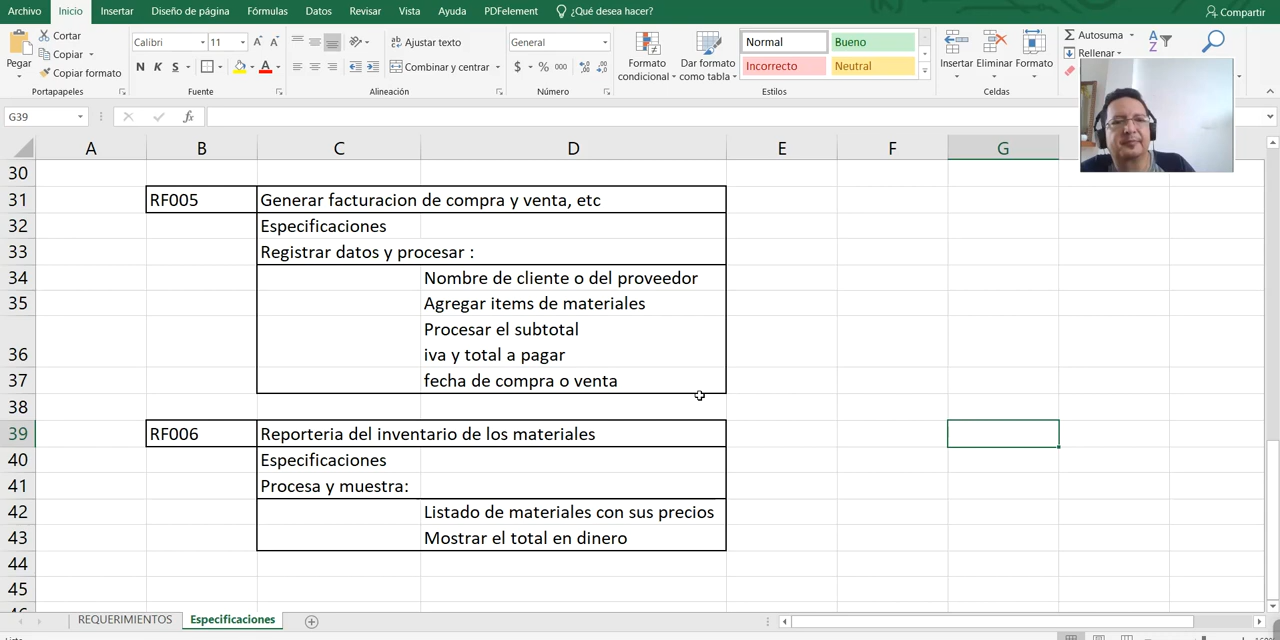 Archivo Inicio Insertar Diseño de página Fórmulas Datos Revisar Vista Ayuda PDFelement ¿Qué desea hacer? Compartir
Pegar
Cortar
Copiar
Copiar formato
Portapapeles
Calibri 11
N K S
Fuente
Ajustar texto
Combinar y centrar
Alineación
General
$ % 000
Número
Formato condicional
Dar formato como tabla
Normal Bueno
Incorrecto Neutral
Estilos
Insertar Eliminar Formato
Celdas
Autosuma
Rellenar
G39 fx
A B C D E F G
30
31 RF005 Generar facturacion de compra y venta, etc
32 Especificaciones
33 Registrar datos y procesar :
34 Nombre de cliente o del proveedor
35 Agregar items de materiales
Procesar el subtotal
36 iva y total a pagar
37 fecha de compra o venta
38
39 RF006 Reporteria del inventario de los materiales
40 Especificaciones
41 Procesa y muestra:
42 Listado de materiales con sus precios
43 Mostrar el total en dinero
44
45
REQUERIMIENTOS Especificaciones